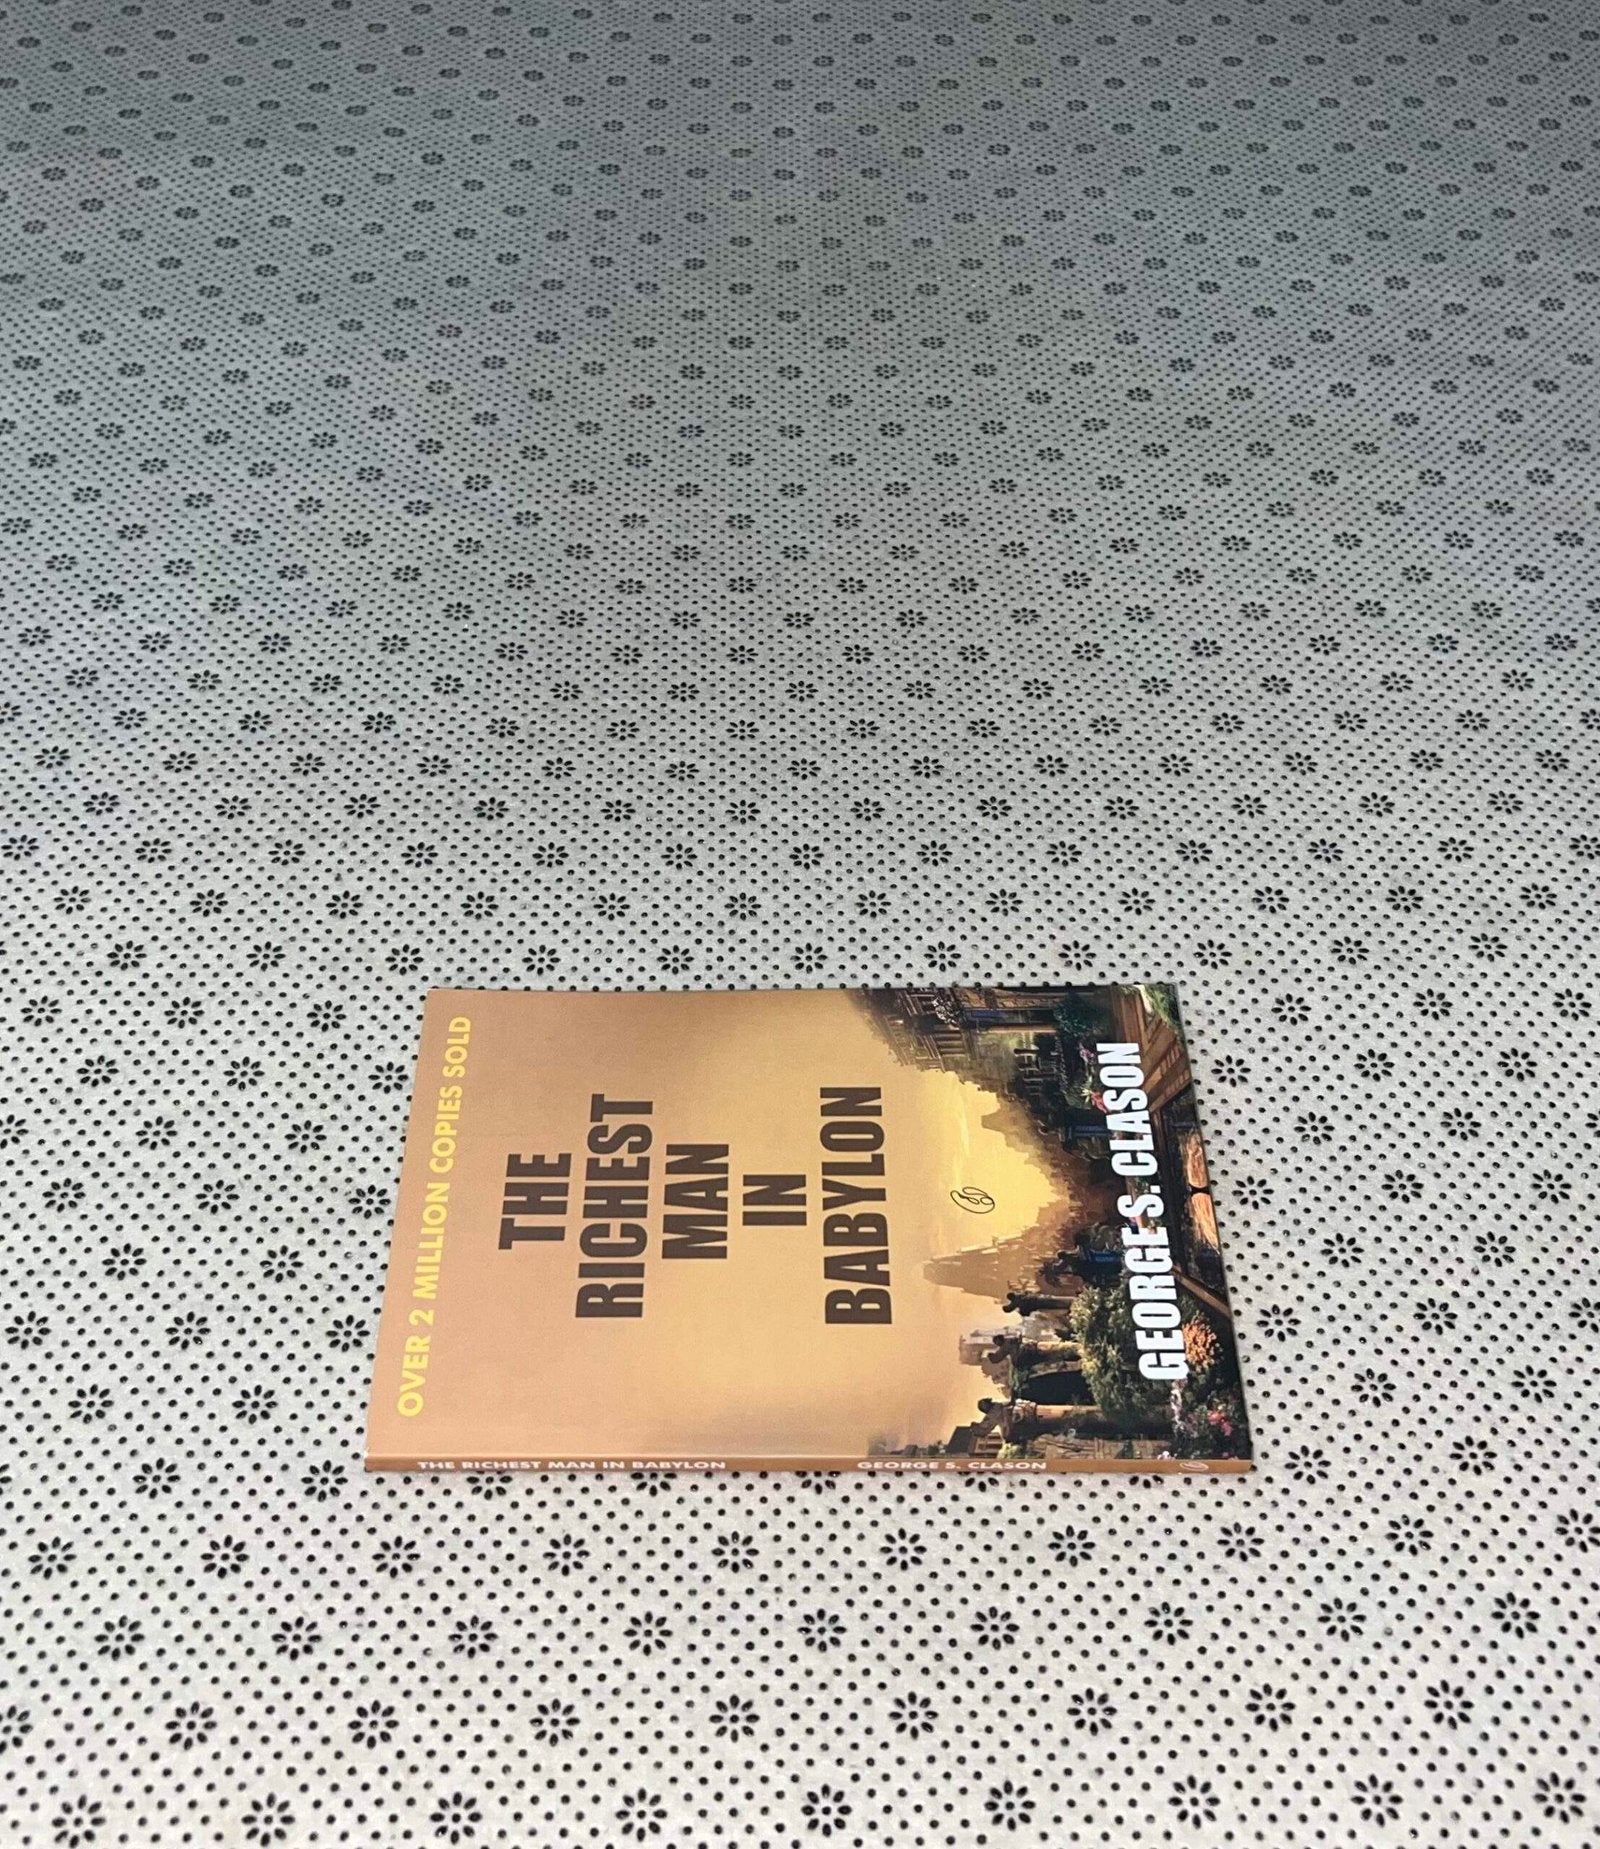 OVER 2 MILLION COPIES SOLD
THE
RICHEST
MAN
IN
BABYLON
GEORGE S. CLASON
THE RICHEST MAN IN BABYLON
GEORGE S. CLASON